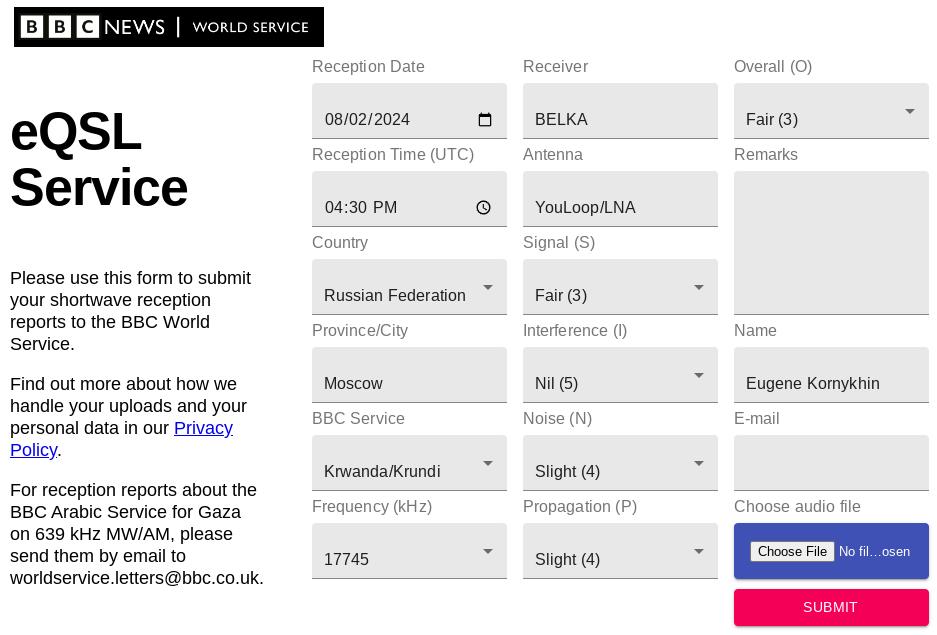 BBC NEWS | WORLD SERVICE
eQSL
Service
Please use this form to submit
your shortwave reception
reports to the BBC World
Service.
Find out more about how we
handle your uploads and your
personal data in our Privacy
Policy.
For reception reports about the
BBC Arabic Service for Gaza
on 639 kHz MW/AM, please
send them by email to
worldservice.letters@bbc.co.uk.
Reception Date
08/02/2024
Reception Time (UTC)
04:30 PM
Country
Russian Federation
Province/City
Moscow
BBC Service
Krwanda/Krundi
Frequency (kHz)
17745
Receiver
BELKA
Antenna
YouLoop/LNA
Signal (S)
Fair (3)
Interference (I)
Nil (5)
Noise (N)
Slight (4)
Propagation (P)
Slight (4)
Overall (O)
Fair (3)
Remarks
Name
Eugene Kornykhin
E-mail
Choose audio file
Choose File No fil...osen
SUBMIT